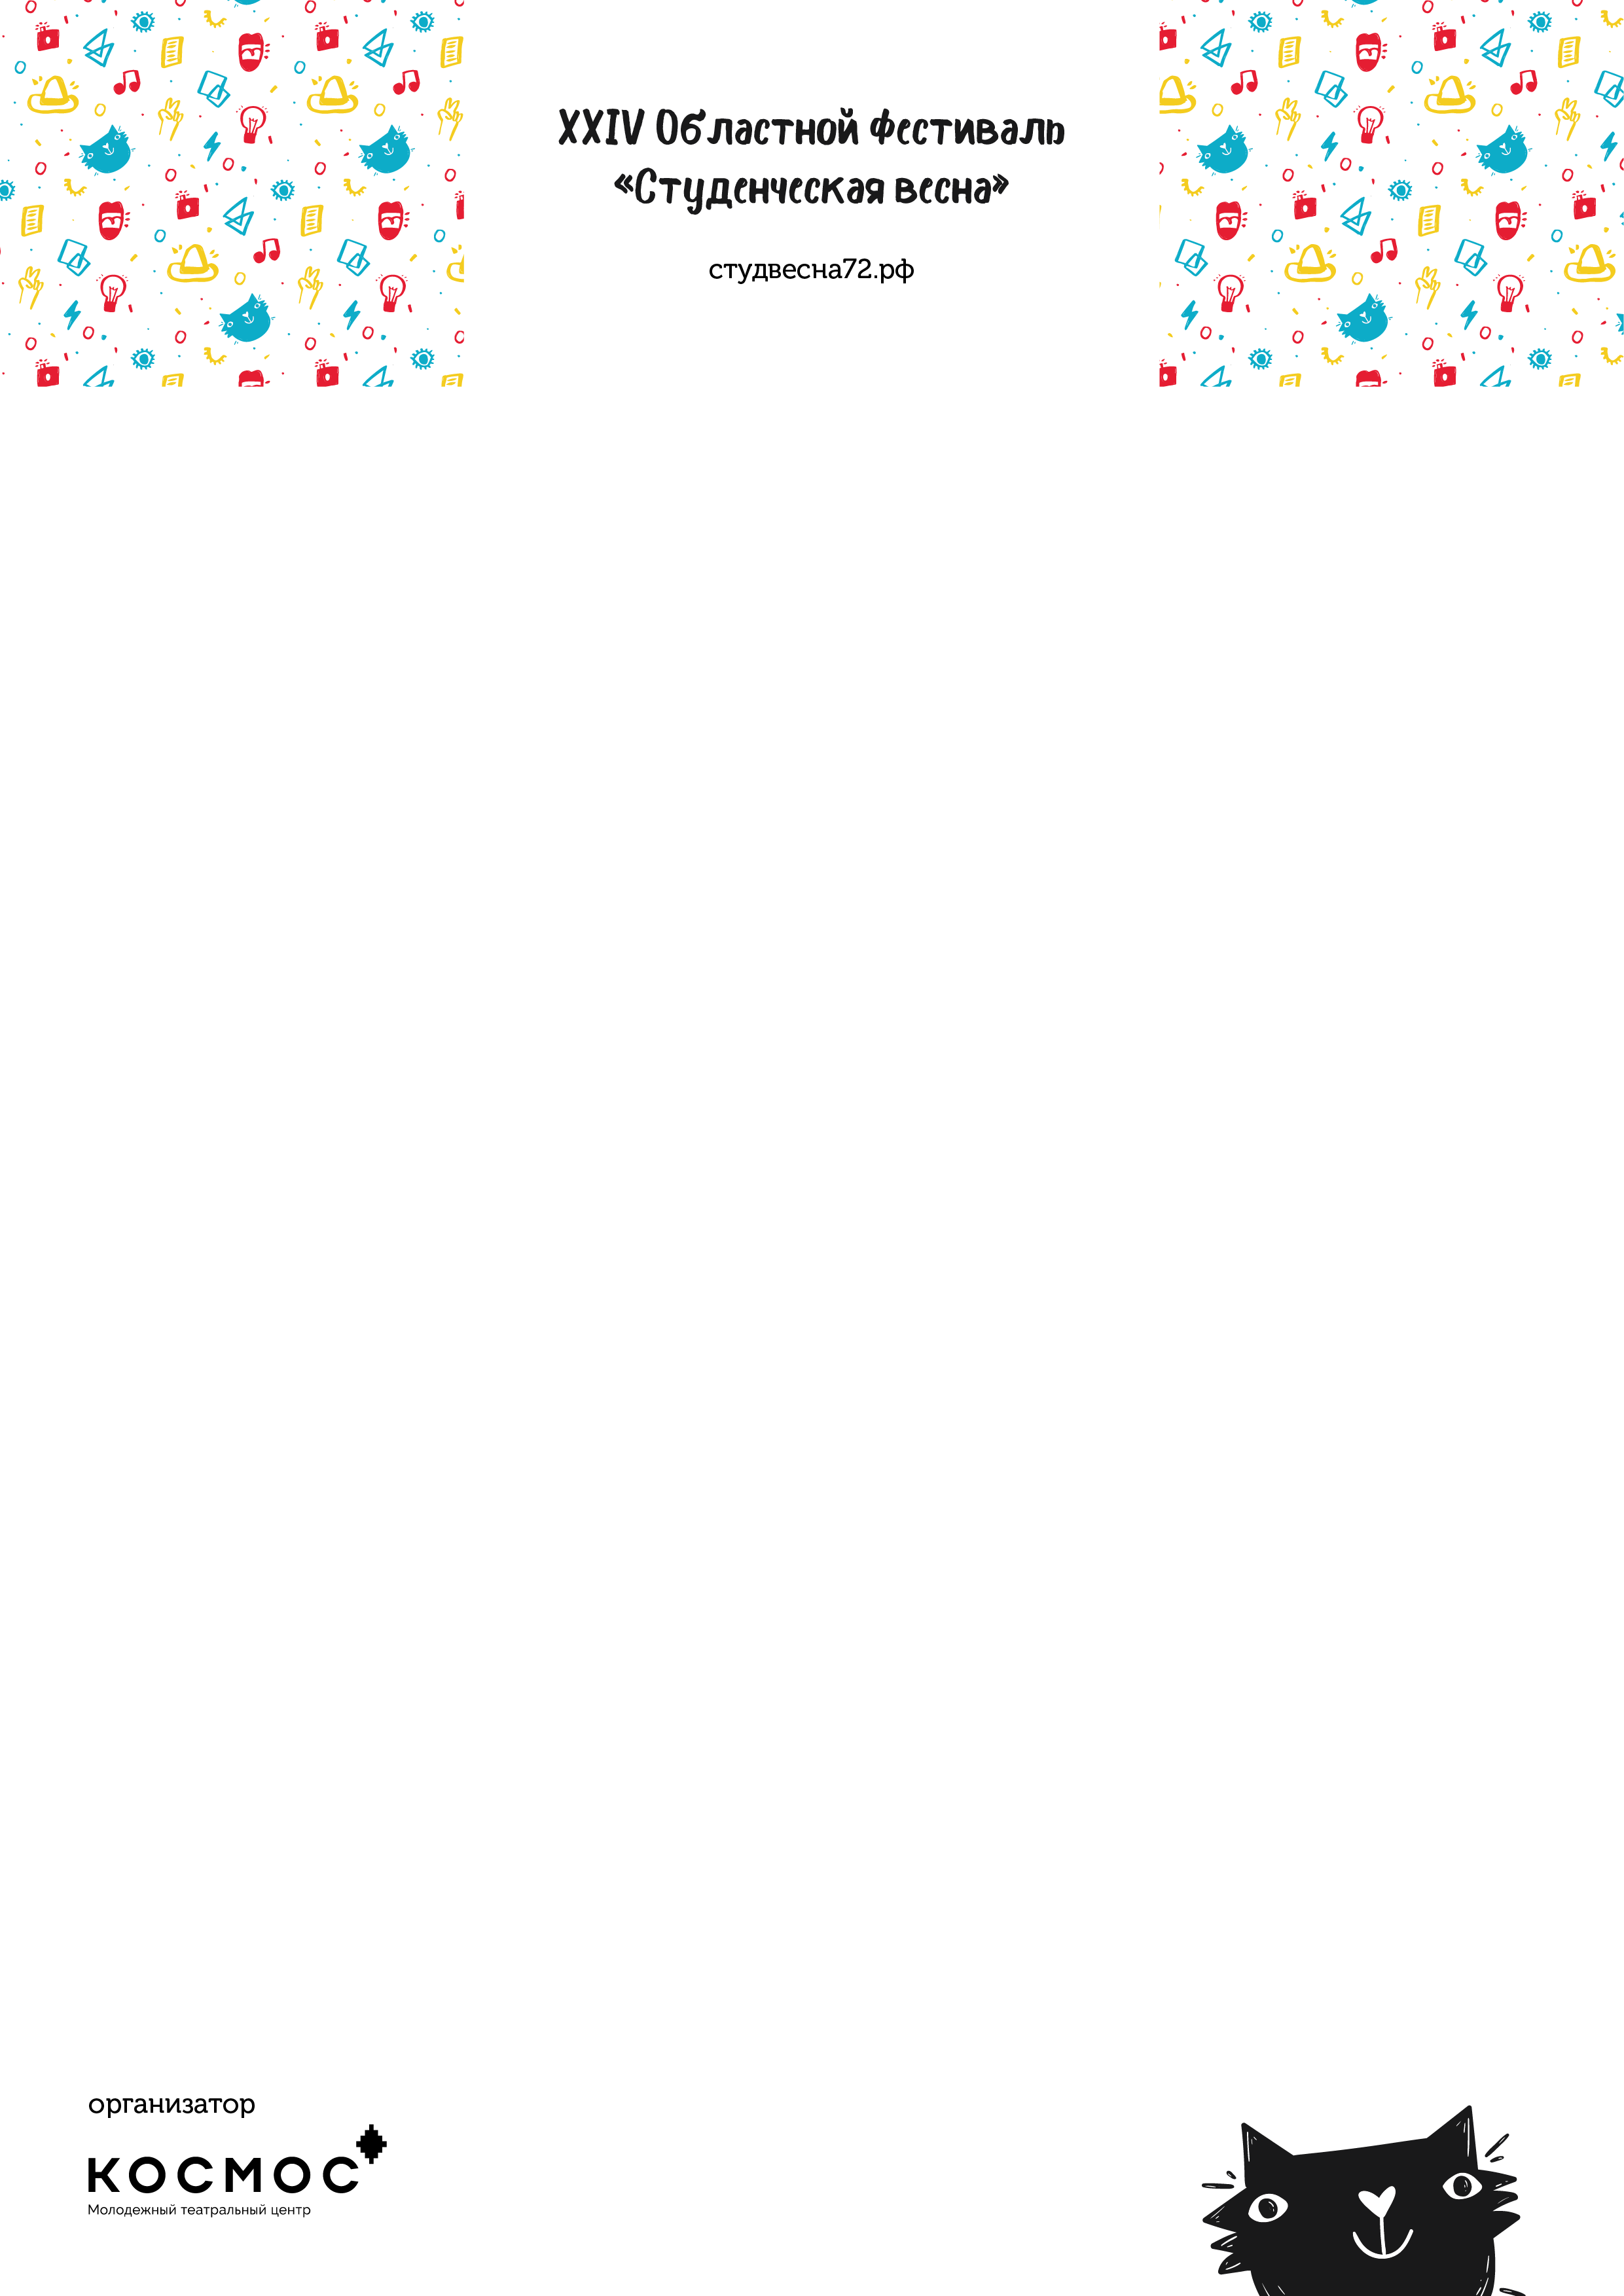 XXIV Областной фестиваль
«Студенческая весна»
студвесна72.рф
организатор
КОСМОС
Молодежный театральный центр